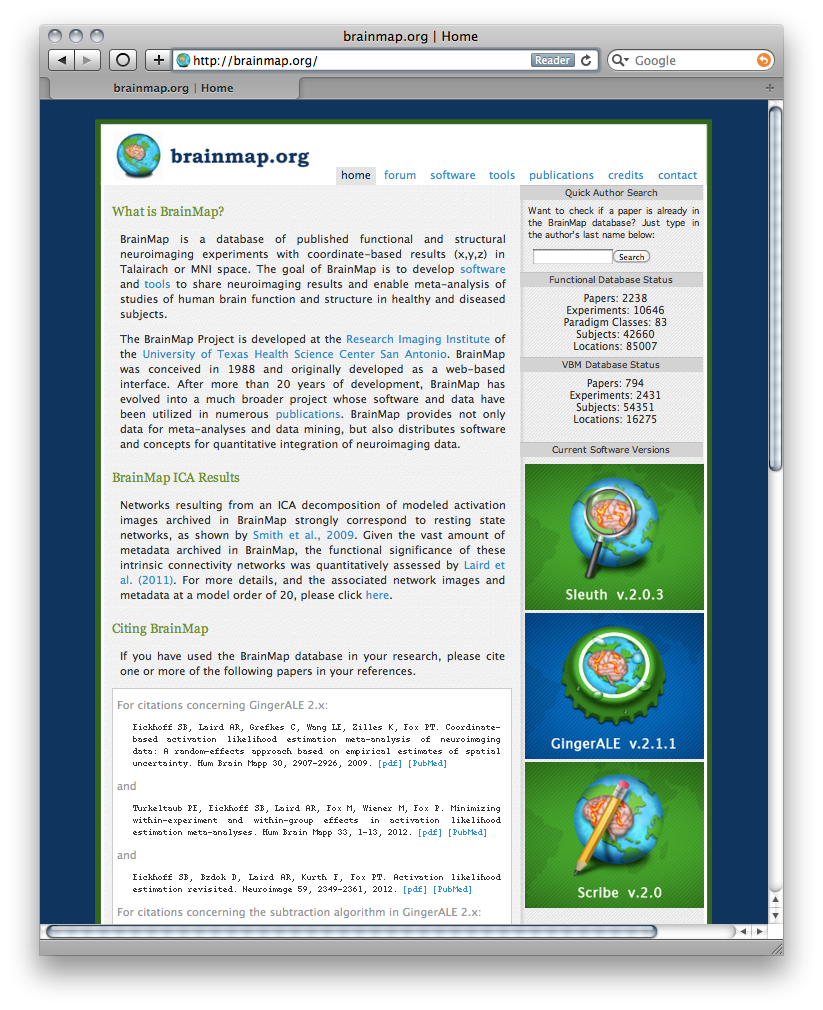 brainmap.org | Home
http://brainmap.org/
Reader
Google
brainmap.org | Home
brainmap.org
home forum software tools publications credits contact
What is BrainMap?
BrainMap is a database of published functional and structural
neuroimaging experiments with coordinate-based results (x,y,z) in
Talairach or MNI space. The goal of BrainMap is to develop software
and tools to share neuroimaging results and enable meta-analysis of
studies of human brain function and structure in healthy and diseased
subjects.
The BrainMap Project is developed at the Research Imaging Institute of
the University of Texas Health Science Center San Antonio. BrainMap
was conceived in 1988 and originally developed as a web-based
interface. After more than 20 years of development, BrainMap has
evolved into a much broader project whose software and data have
been utilized in numerous publications. BrainMap provides not only
data for meta-analyses and data mining, but also distributes software
and concepts for quantitative integration of neuroimaging data.
BrainMap ICA Results
Networks resulting from an ICA decomposition of modeled activation
images archived in BrainMap strongly correspond to resting state
networks, as shown by Smith et al., 2009. Given the vast amount of
metadata archived in BrainMap, the functional significance of these
intrinsic connectivity networks was quantitatively assessed by Laird et
al. (2011). For more details, and the associated network images and
metadata at a model order of 20, please click here.
Citing BrainMap
If you have used the BrainMap database in your research, please cite
one or more of the following papers in your references.
For citations concerning GingerALE 2.x:
Eickhoff SB, Laird AR, Grefkes C, Wang LE, Zilles K, Fox PT. Coordinate-
based activation likelihood estimation meta-analysis of neuroimaging
data: A random-effects approach based on empirical estimates of spatial
uncertainty. Hum Brain Mapp 30, 2907-2926, 2009. [pdf] [PubMed]
and
Turkeltaub PE, Eickhoff SB, Laird AR, Fox M, Wiener M, Fox P. Minimizing
within-experiment and within-group effects in activation likelihood
estimation meta-analyses. Hum Brain Mapp 33, 1-13, 2012. [pdf] [PubMed]
and
Eickhoff SB, Bzdok D, Laird AR, Kurth F, Fox PT. Activation likelihood
estimation revisited. Neuroimage 59, 2349-2361, 2012. [pdf] [PubMed]
For citations concerning the subtraction algorithm in GingerALE 2.x:
Quick Author Search
Want to check if a paper is already in
the BrainMap database? Just type in
the author's last name below:
Search
Functional Database Status
Papers: 2238
Experiments: 10646
Paradigm Classes: 83
Subjects: 42660
Locations: 85007
VBM Database Status
Papers: 794
Experiments: 2431
Subjects: 54351
Locations: 16275
Current Software Versions
Sleuth v.2.0.3
GingerALE v.2.1.1
Scribe v.2.0